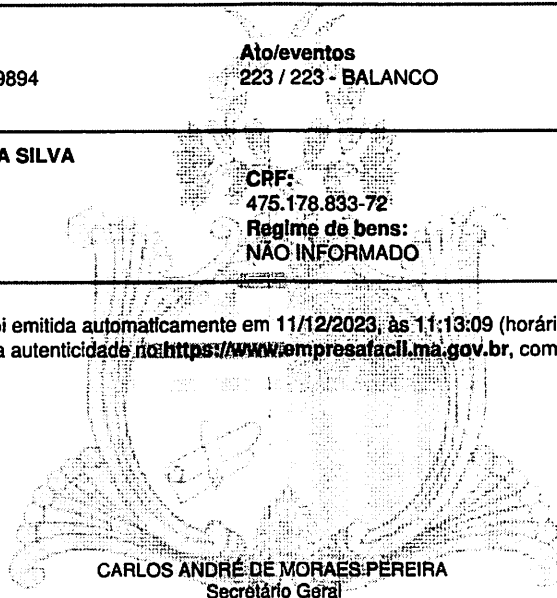 Ato/eventos
9894 223 / 223 - BALANCO
A SILVA
CPF:
475.178.833-72
Regime de bens:
NÃO INFORMADO
oi emitida automaticamente em 11/12/2023, às 11:13:09 (horári
a autenticidade no https://www.empresafacil.ma.gov.br, com
CARLOS ANDRÉ DE MORAES PEREIRA
Secretário Geral